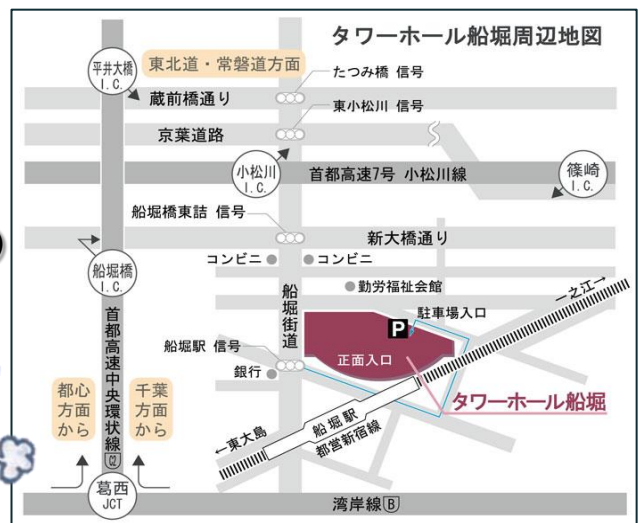 タワーホール船堀周辺地図
平井大橋
I.C.
東北道・常磐道方面
たつみ橋 信号
蔵前橋通り
東小松川 信号
京葉道路
小松川
I.C.
首都高速7号 小松川線
篠崎
I.C.
船堀橋東詰 信号
新大橋通り
船堀橋
I.C.
コンビニ
コンビニ
勤労福祉会館
一之江→
船堀街道
駐車場入口
P
首都高速中央環状線
C2
船堀駅 信号
正面入口
銀行
タワーホール船堀
都心
方面
から
千葉
方面
から
船堀駅
都営新宿線
←東大島
葛西
JCT
湾岸線 B